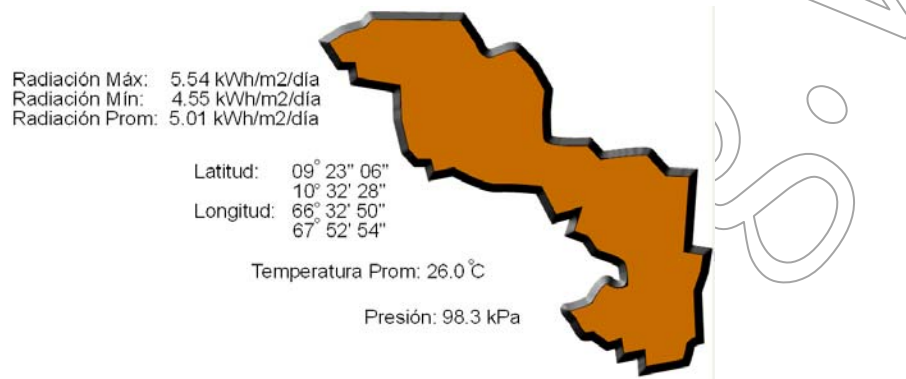 Radiación Máx: 5.54 kWh/m2/día
Radiación Mín: 4.55 kWh/m2/día
Radiación Prom: 5.01 kWh/m2/día
Latitud: 09° 23" 06"
10° 32' 28"
Longitud: 66° 32' 50"
67° 52' 54"
Temperatura Prom: 26.0°C
Presión: 98.3 kPa